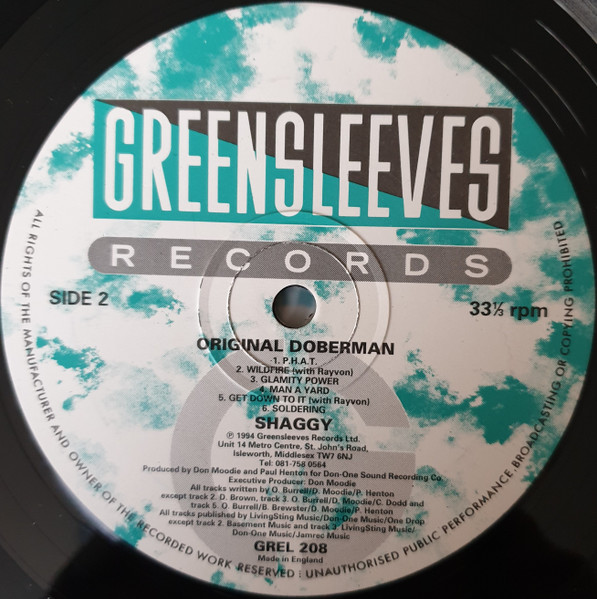 GREENSLEEVES
RECORDS
SIDE 2
33⅓ rpm
ORIGINAL DOBERMAN
1. P.H.A.T.
2. WILDFIRE (with Rayvon)
3. GLAMITY POWER
4. MAN A YARD
5. GET DOWN TO IT (with Rayvon)
6. SOLDERING
SHAGGY
℗ 1994 Greensleeves Records Ltd.
Unit 14 Metro Centre, St. John's Road,
Isleworth, Middlesex TW7 6NJ
Tel: 081-758 0564
Produced by Don Moodie and Paul Henton for Don-One Sound Recording Co.
Executive Producer: Don Moodie
All tracks written by O. Burrell/D. Moodie/P. Henton
except track 2. D. Brown, track 3. O. Burrell/D. Moodie/C. Dodd and
track 5. O. Burrell/B. Brewster/D. Moodie/P. Henton
All tracks published by LivingSting Music/Don-One Music/One Drop
except track 2. Basement Music and track 3. LivingSting Music/
Don-One Music/Jamrec Music
GREL 208
Made in England
ALL RIGHTS OF THE MANUFACTURER AND OWNER OF THE RECORDED WORK RESERVED : UNAUTHORISED PUBLIC PERFORMANCE, BROADCASTING OR COPYING PROHIBITED